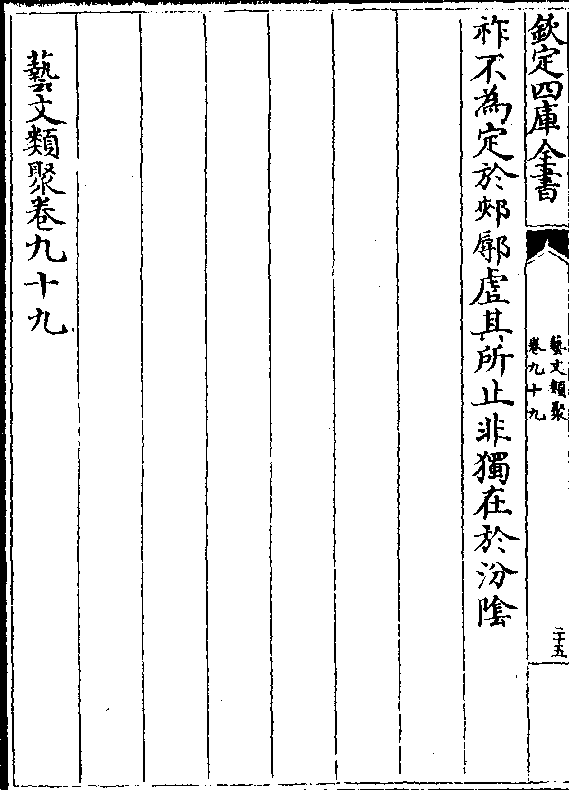 欽定四庫全書
藝文類聚
卷九十九
二十五
祚不為定於郟鄏虛其所止非獨在於汾陰
藝文類聚卷九十九